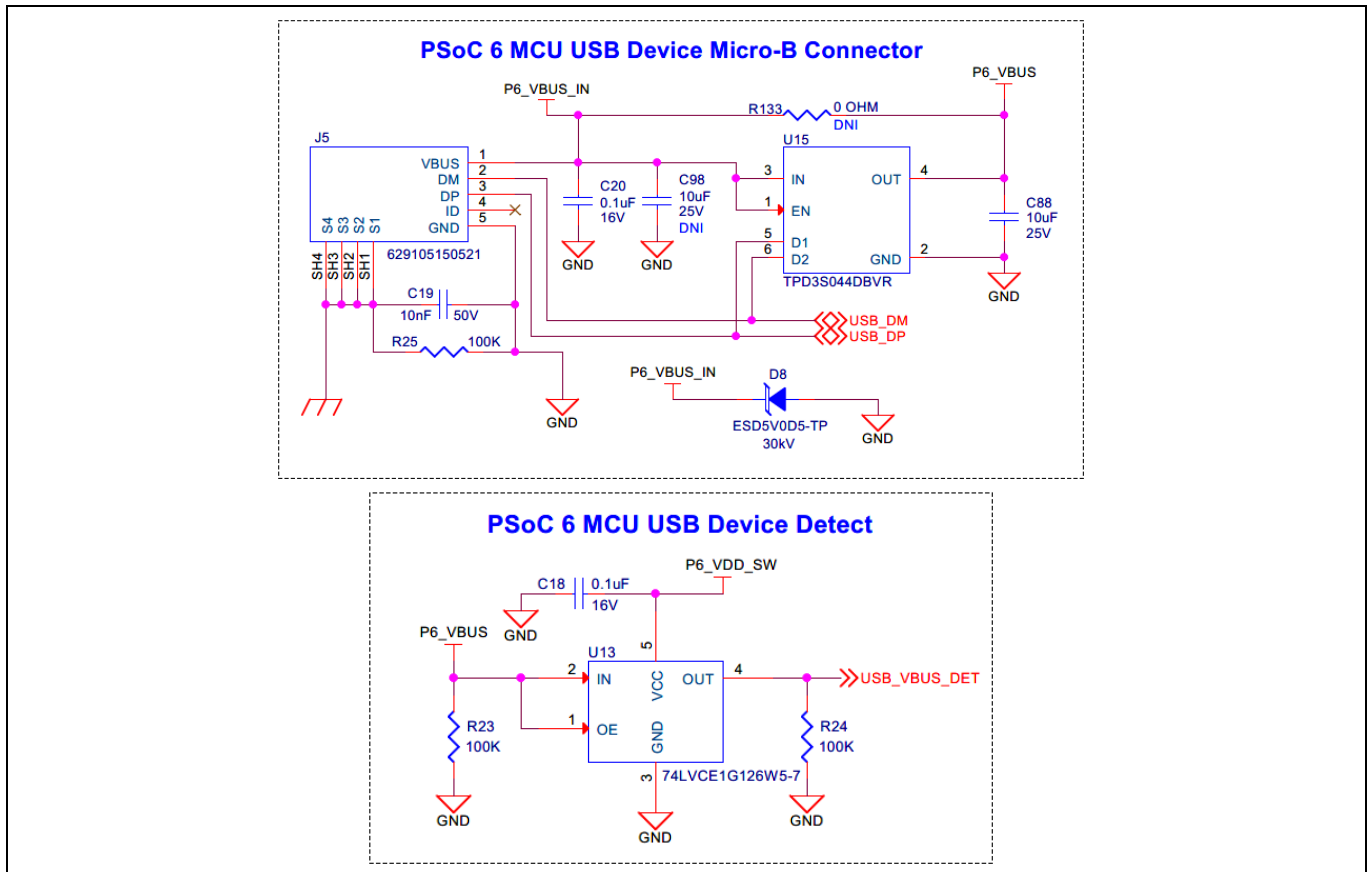 PSoC 6 MCU USB Device Micro-B Connector
P6_VBUS_IN
P6_VBUS
R133
0 OHM
DNI
J5
VBUS 1
DM 2
DP 3
ID 4
GND 5
S4 S3 S2 S1
629105150521
SH4 SH3 SH2 SH1
C20
0.1uF
16V
GND
C98
10uF
25V
DNI
GND
U15
3 IN
1 EN
5 D1
6 D2
OUT 4
GND 2
TPD3S044DBVR
C88
10uF
25V
GND
C19
10nF 50V
R25 100K
GND
USB_DM
USB_DP
P6_VBUS_IN
D8
ESD5V0D5-TP
30kV
GND
PSoC 6 MCU USB Device Detect
P6_VDD_SW
C18 0.1uF
16V
GND
P6_VBUS
U13
2 IN
1 OE
5 VCC
GND 3
OUT 4
74LVCE1G126W5-7
USB_VBUS_DET
R23
100K
GND
GND
R24
100K
GND